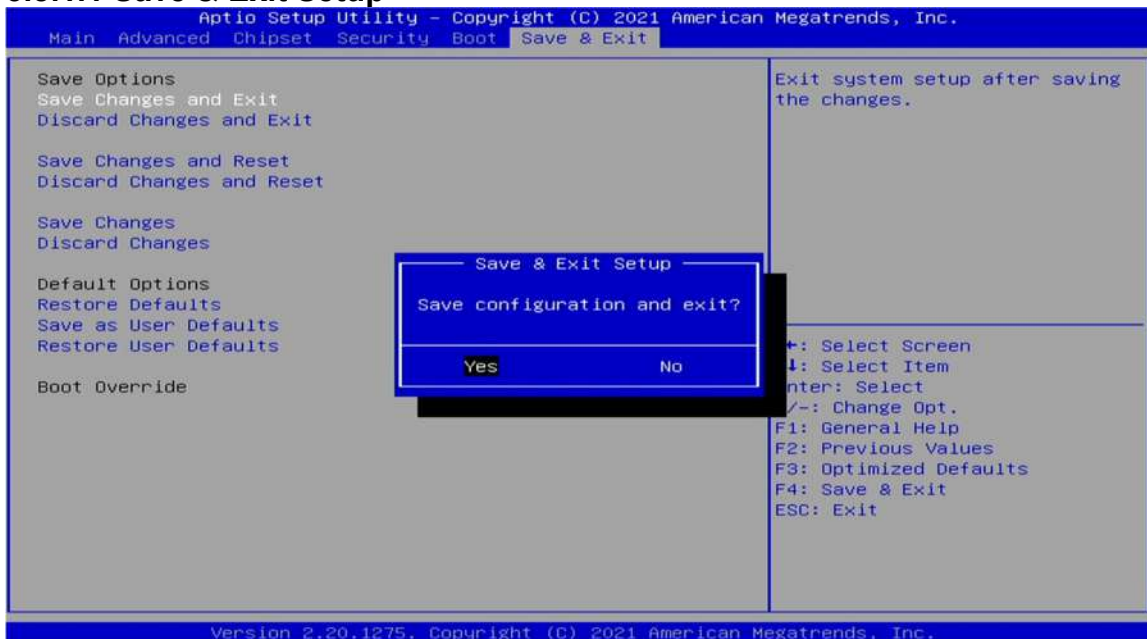 Save & Exit Setup
Aptio Setup Utility – Copyright (C) 2021 American Megatrends, Inc.
Main Advanced Chipset Security Boot Save & Exit
Save Options
Save Changes and Exit
Discard Changes and Exit
Save Changes and Reset
Discard Changes and Reset
Save Changes
Discard Changes
Default Options
Restore Defaults
Save as User Defaults
Restore User Defaults
Boot Override
Save & Exit Setup
Save configuration and exit?
Yes No
Exit system setup after saving
the changes.
: Select Screen
: Select Item
nter: Select
/-: Change Opt.
F1: General Help
F2: Previous Values
F3: Optimized Defaults
F4: Save & Exit
ESC: Exit
Version 2.20.1275. Copyright (C) 2021 American Megatrends, Inc.